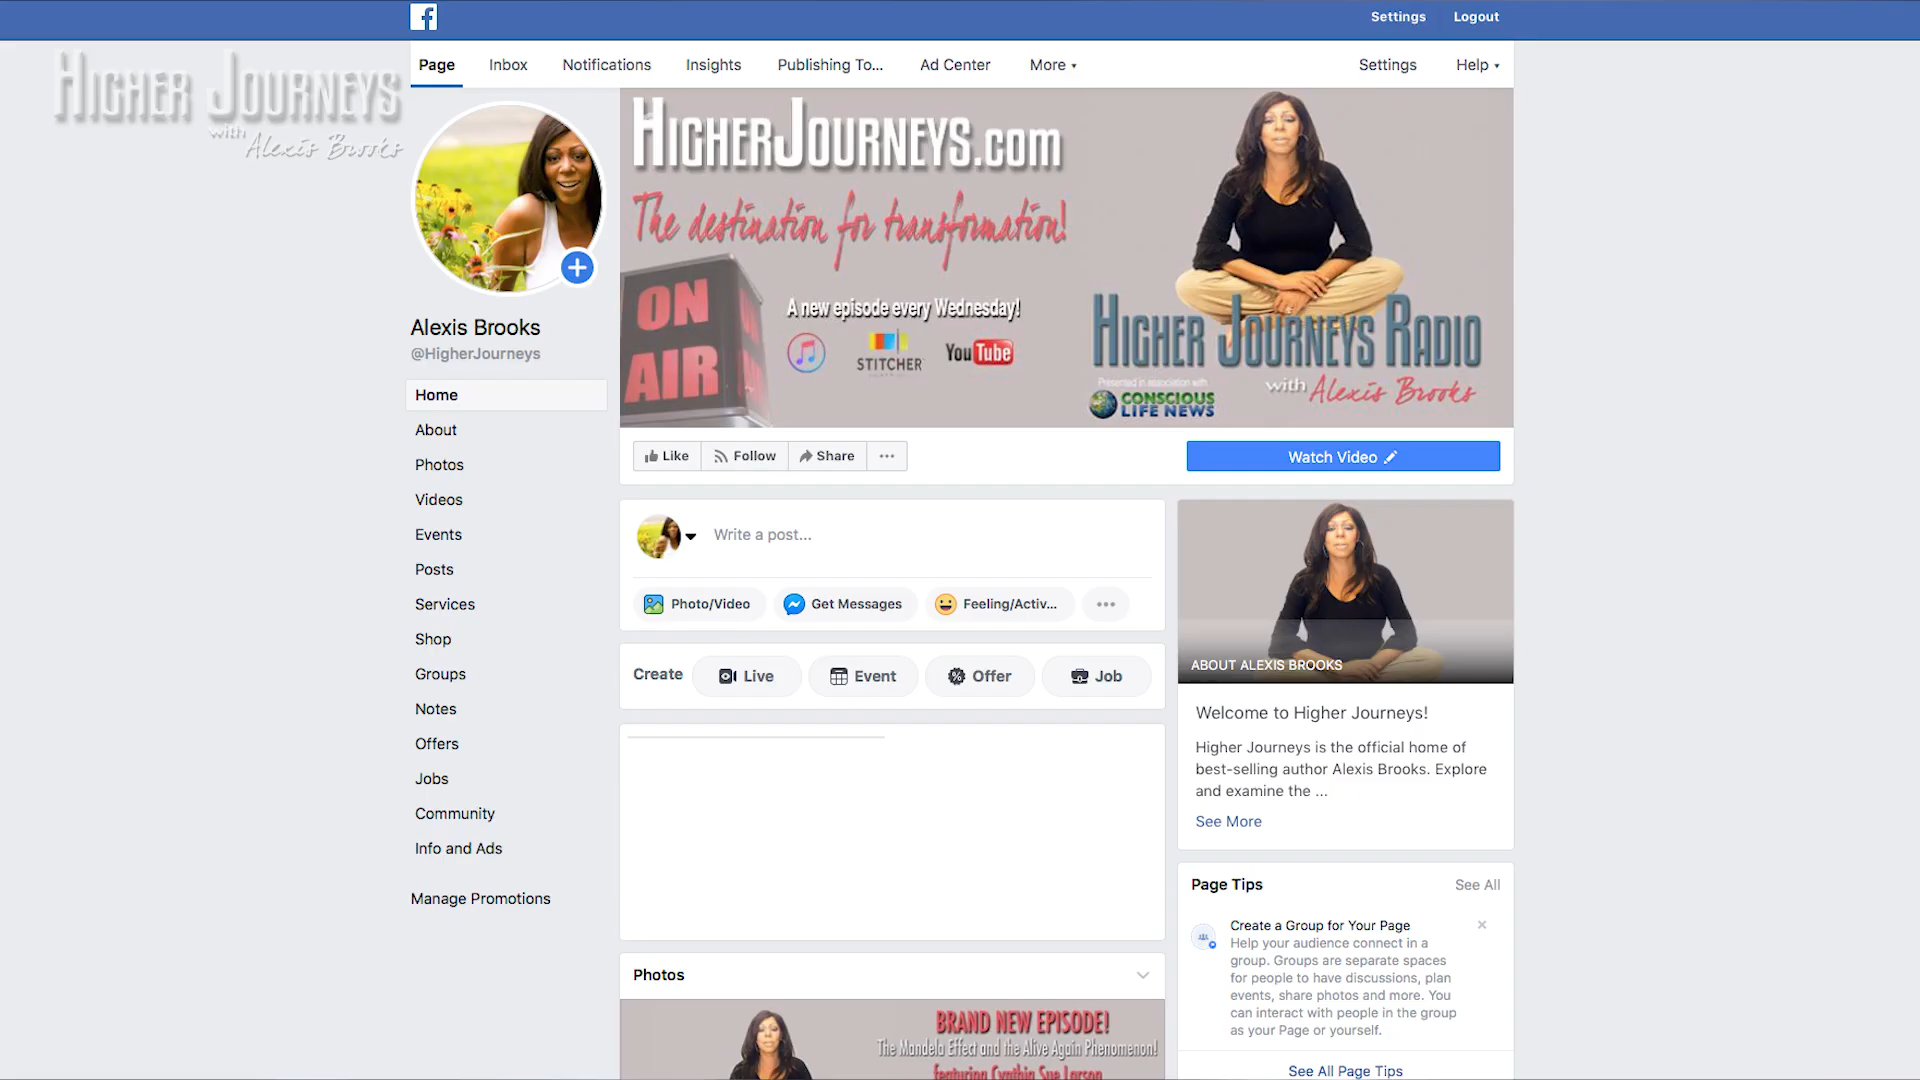 Settings
Logout
Page
Inbox
Notifications
Insights
Publishing To...
Ad Center
More
Settings
Help
HIGHER JOURNEYS
with Alexis Brooks
HIGHERJOURNEYS.com
The destination for transformation!
ON AIR
A new episode every Wednesday!
STITCHER
YouTube
HIGHER JOURNEYS RADIO
with Alexis Brooks
Presented in association with
CONSCIOUS
LIFE NEWS
Alexis Brooks
@HigherJourneys
Home
About
Photos
Videos
Events
Posts
Services
Shop
Groups
Notes
Offers
Jobs
Community
Info and Ads
Manage Promotions
Like
Follow
Share
Watch Video
Write a post...
Photo/Video
Get Messages
Feeling/Activ...
Create
Live
Event
Offer
Job
Photos
BRAND NEW EPISODE!
The Mandela Effect and the Alive Again Phenomenon!
featuring Cynthia Sue Larson
ABOUT ALEXIS BROOKS
Welcome to Higher Journeys!
Higher Journeys is the official home of
best-selling author Alexis Brooks. Explore
and examine the ...
See More
Page Tips
See All
Create a Group for Your Page
Help your audience connect in a
group. Groups are separate spaces
for people to have discussions, plan
events, share photos and more. You
can interact with people in the group
as your Page or yourself.
See All Page Tips